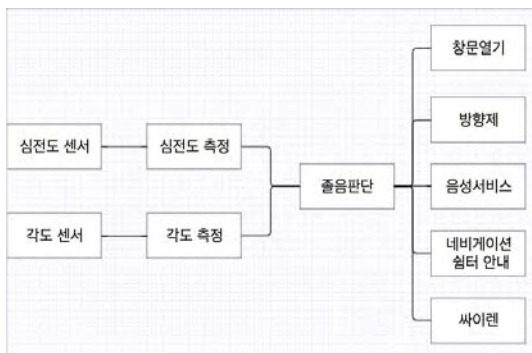 심전도 센서
심전도 측정
각도 센서
각도 측정
졸음판단
창문열기
방향제
음성서비스
네비게이션
쉼터 안내
싸이렌